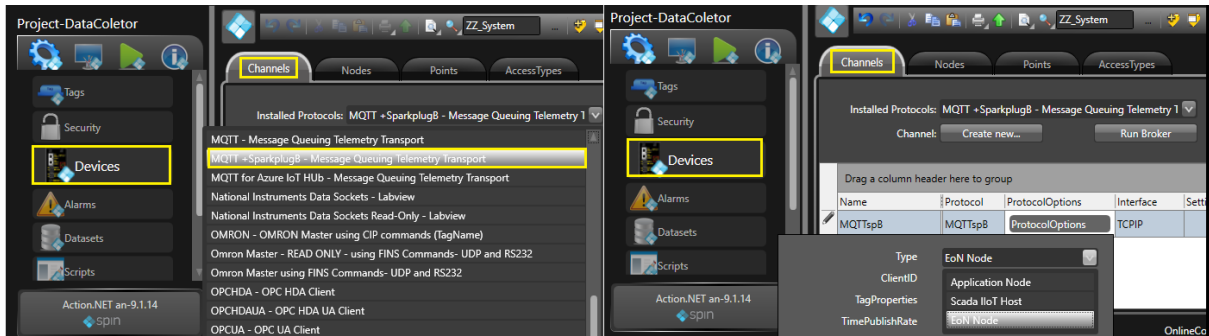 Project-DataColetor
ZZ_System
...
Channels Nodes Points AccessTypes
Tags
Security
Devices
Alarms
Datasets
Scripts
Action.NET an-9.1.14
spin
Installed Protocols: MQTT +SparkplugB - Message Queuing Telemetry T
MQTT - Message Queuing Telemetry Transport
MQTT +SparkplugB - Message Queuing Telemetry Transport
MQTT for Azure IoT HUb - Message Queuing Telemetry Transport
National Instruments Data Sockets - Labview
National Instruments Data Sockets Read-Only - Labview
OMRON - OMRON Master using CIP commands (TagName)
Omron Master - READ ONLY - using FINS Commands- UDP and RS232
Omron Master using FINS Commands- UDP and RS232
OPCHDA - OPC HDA Client
OPCHDAUA - OPC HDA UA Client
OPCUA - OPC UA Client
Project-DataColetor
ZZ_System
...
Channels Nodes Points AccessTypes
Tags
Security
Devices
Alarms
Datasets
Scripts
Action.NET an-9.1.14
spin
Installed Protocols: MQTT +SparkplugB - Message Queuing Telemetry T
Channel: Create new... Run Broker
Drag a column header here to group
Name Protocol ProtocolOptions Interface Setti
MQTTspB MQTTspB ProtocolOptions TCPIP
Type EoN Node
ClientID Application Node
TagProperties Scada IIoT Host
TimePublishRate EoN Node
OnlineCo